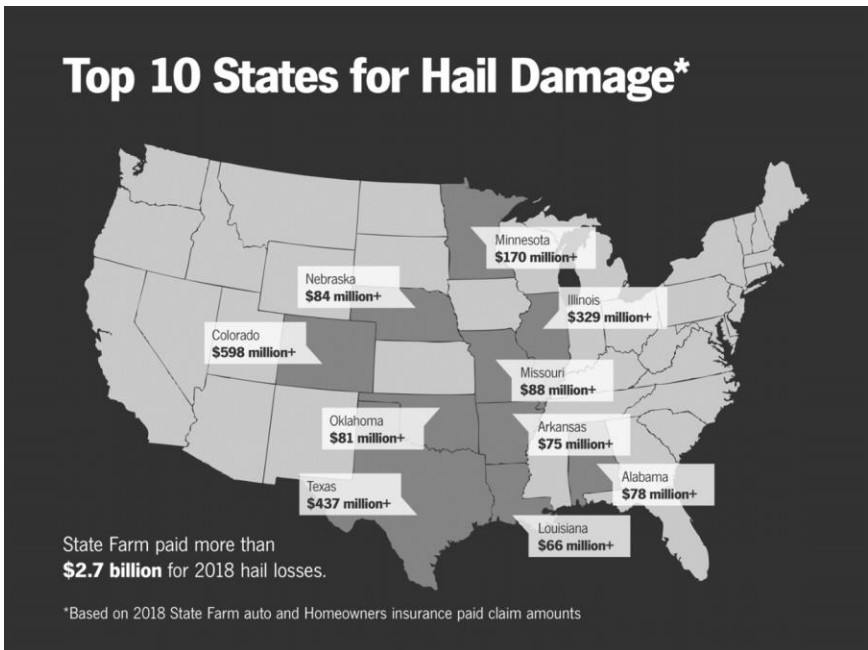 Top 10 States for Hail Damage*
Minnesota
$170 million+
Nebraska
$84 million+
Illinois
$329 million+
Colorado
$598 million+
Missouri
$88 million+
Oklahoma
$81 million+
Arkansas
$75 million+
Texas
$437 million+
Alabama
$78 million+
Louisiana
$66 million+
State Farm paid more than
$2.7 billion for 2018 hail losses.
*Based on 2018 State Farm auto and Homeowners insurance paid claim amounts